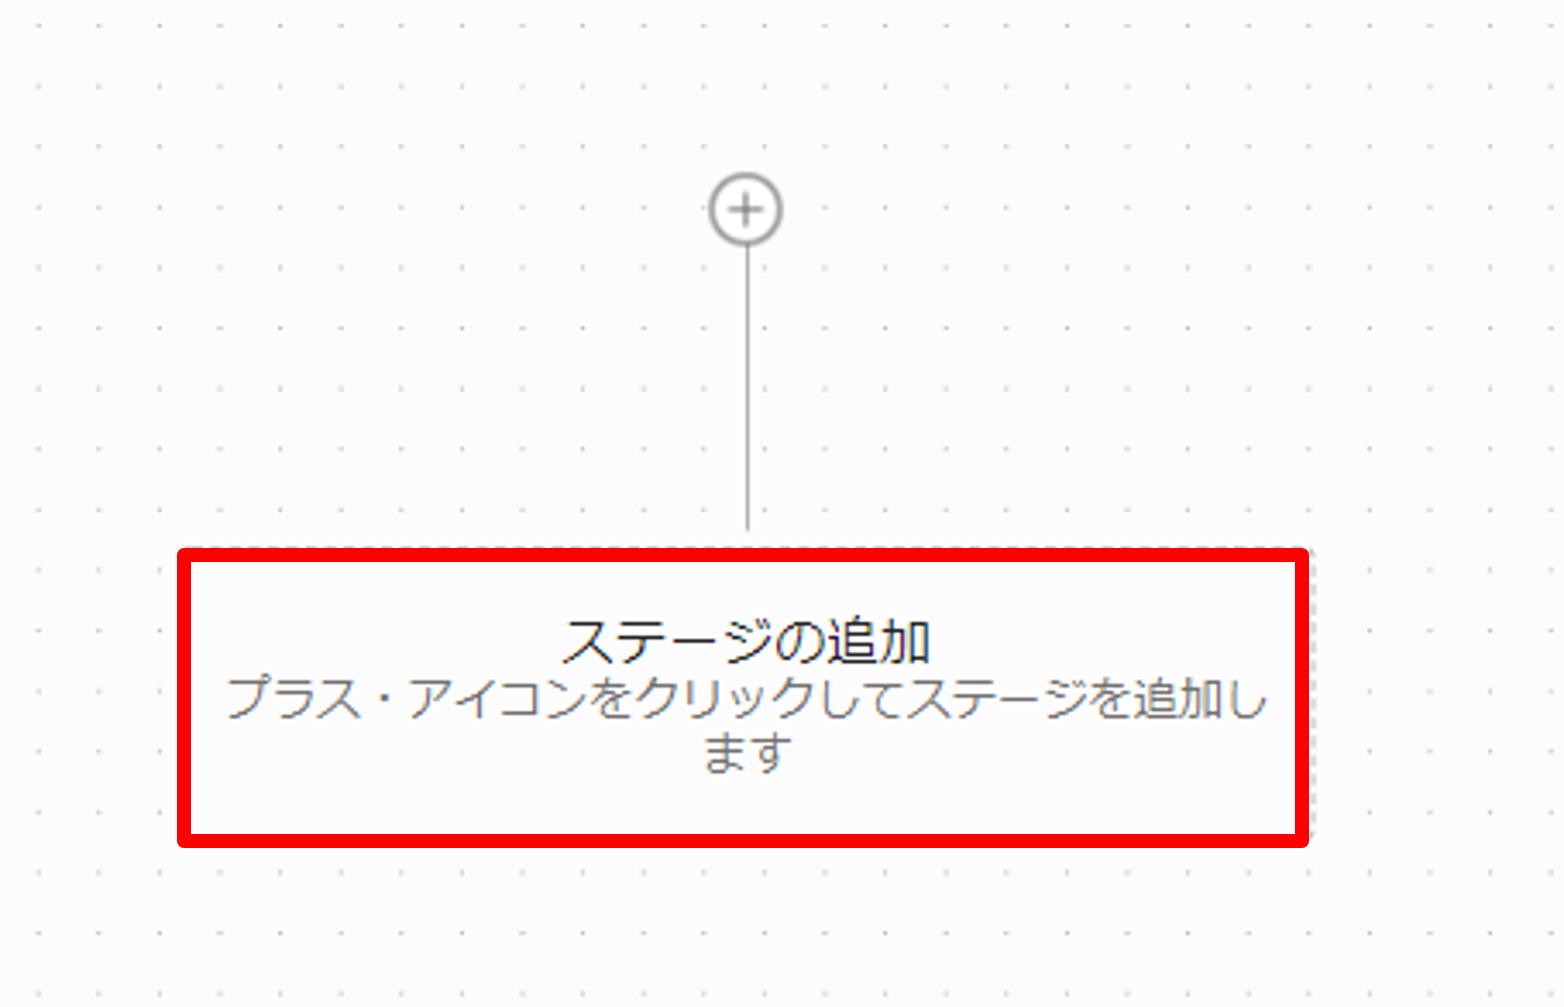 ステージの追加
プラス・アイコンをクリックしてステージを追加し
ます